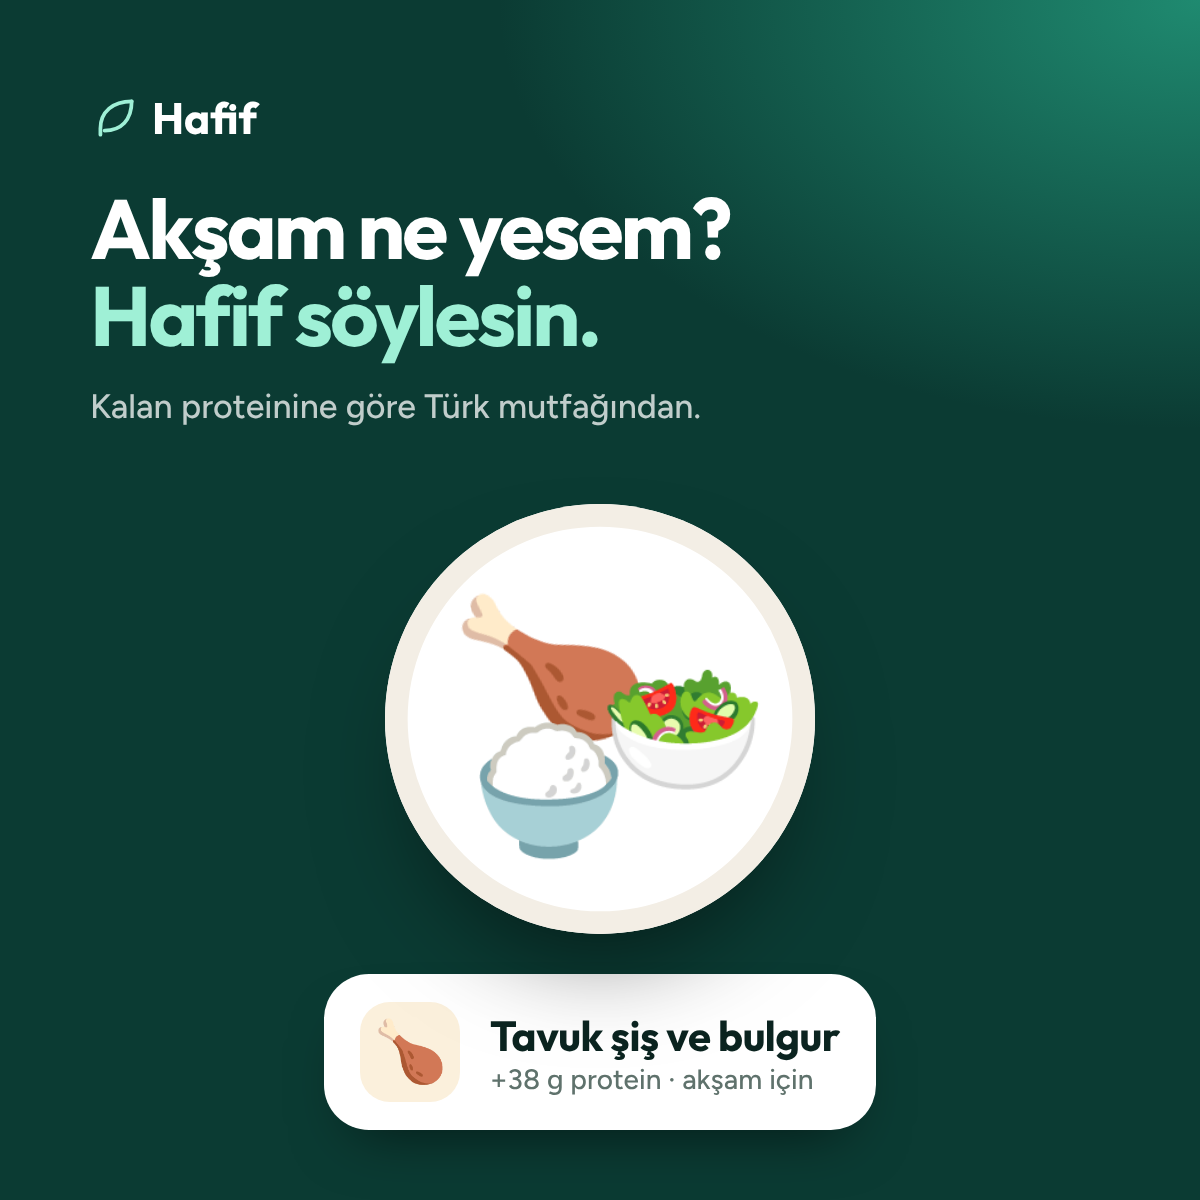 Hafif
Akşam ne yesem?
Hafif söylesin.
Kalan proteinine göre Türk mutfağından.
Tavuk şiş ve bulgur
+38 g protein · akşam için